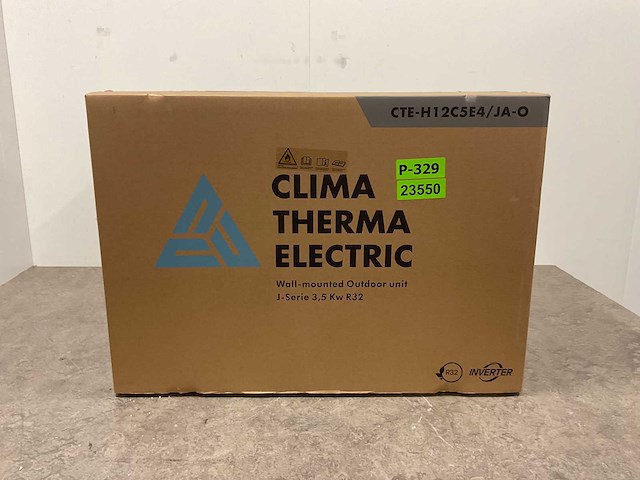 CTE-H12C5E4/JA-O
P-329
23550
CLIMA
THERMA
ELECTRIC
Wall-mounted Outdoor unit
J-Serie 3,5 Kw R32
R32
INVERTER